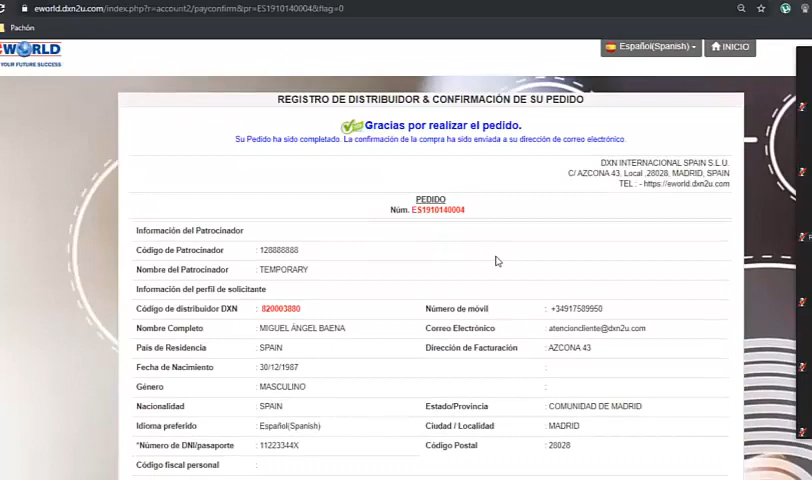 eworld.dxn2u.com/index.php?r=account2/payconfirm&pr=ES1910140004&flag=0
Pachón
WORLD
YOUR FUTURE SUCCESS
Español(Spanish)
INICIO
REGISTRO DE DISTRIBUIDOR & CONFIRMACIÓN DE SU PEDIDO
Gracias por realizar el pedido.
Su Pedido ha sido completado. La confirmación de la compra ha sido enviada a su dirección de correo electrónico.
DXN INTERNACIONAL SPAIN S.L.U.
C/ AZCONA 43, Local ,28028, MADRID, SPAIN
TEL : - https://eworld.dxn2u.com
PEDIDO
Núm. ES1910140004
Información del Patrocinador
Código de Patrocinador : 128888888
Nombre del Patrocinador : TEMPORARY
Información del perfil de solicitante
Código de distribuidor DXN : 820003880 Número de móvil : +34917589950
Nombre Completo : MIGUEL ÁNGEL BAENA Correo Electrónico : atencioncliente@dxn2u.com
País de Residencia : SPAIN Dirección de Facturación : AZCONA 43
Fecha de Nacimiento : 30/12/1987 :
Género : MASCULINO :
Nacionalidad : SPAIN Estado/Provincia : COMUNIDAD DE MADRID
Idioma preferido : Español(Spanish) Ciudad / Localidad : MADRID
*Número de DNI/pasaporte : 11223344X Código Postal : 28028
Código fiscal personal :